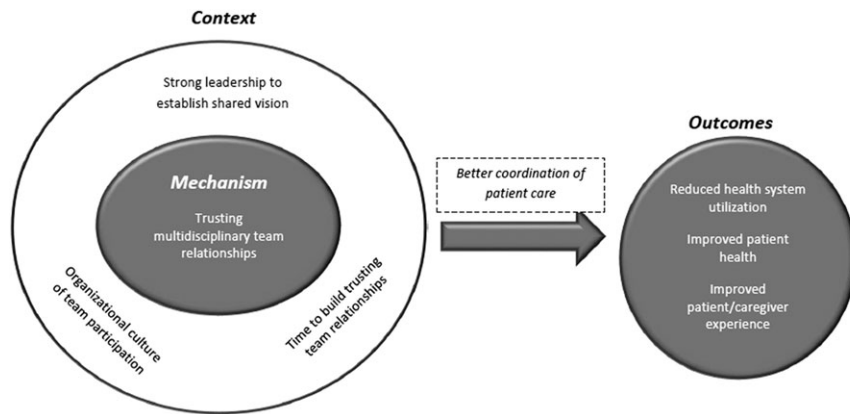 Context
Strong leadership to
establish shared vision
Mechanism
Trusting
multidisciplinary team
relationships
Organizational culture
of team participation
Time to build trusting
team relationships
Better coordination of
patient care
Outcomes
Reduced health system
utilization
Improved patient
health
Improved
patient/caregiver
experience